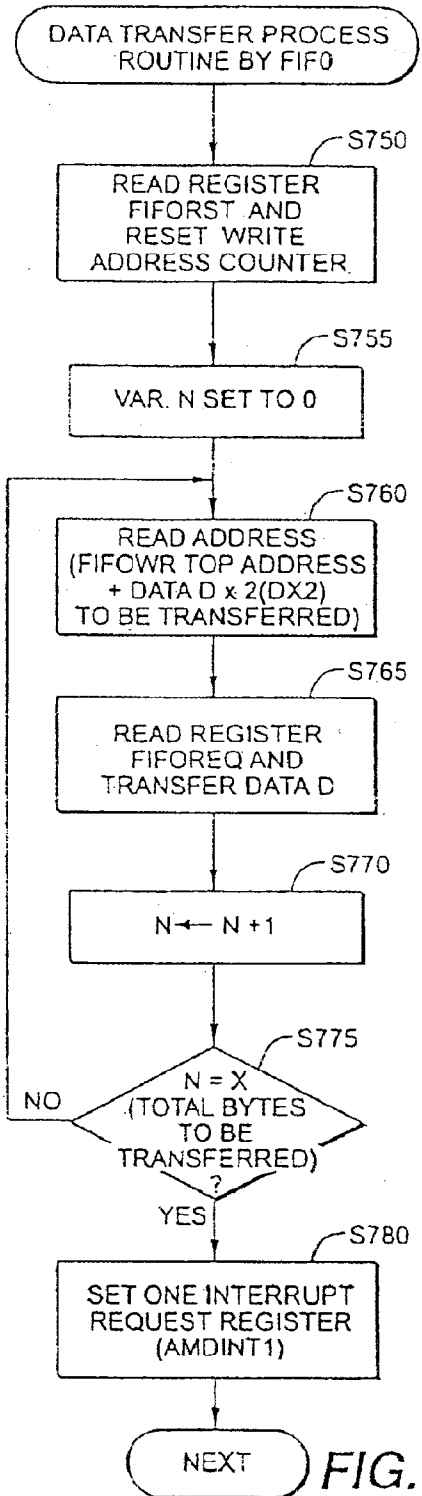 DATA TRANSFER PROCESS
ROUTINE BY FIFO
S750
READ REGISTER
FIFORST AND
RESET WRITE
ADDRESS COUNTER
S755
VAR. N SET TO 0
S760
READ ADDRESS
(FIFOWR TOP ADDRESS
+ DATA D x 2(DX2)
TO BE TRANSFERRED)
S765
READ REGISTER
FIFOREQ AND
TRANSFER DATA D
S770
N ← N +1
S775
N = X
(TOTAL BYTES
TO BE
TRANSFERRED)
?
NO
YES
S780
SET ONE INTERRUPT
REQUEST REGISTER
(AMDINT1)
NEXT
FIG.